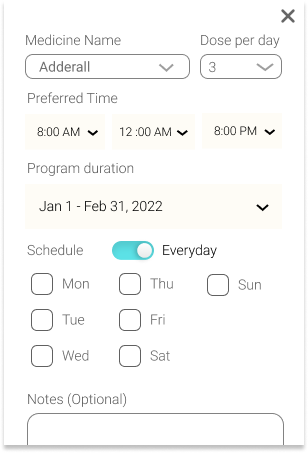 Medicine Name Dose per day
Adderall 3
Preferred Time
8:00 AM 12 :00 AM 8:00 PM
Program duration
Jan 1 - Feb 31, 2022
Schedule Everyday
Mon Thu Sun
Tue Fri
Wed Sat
Notes (Optional)